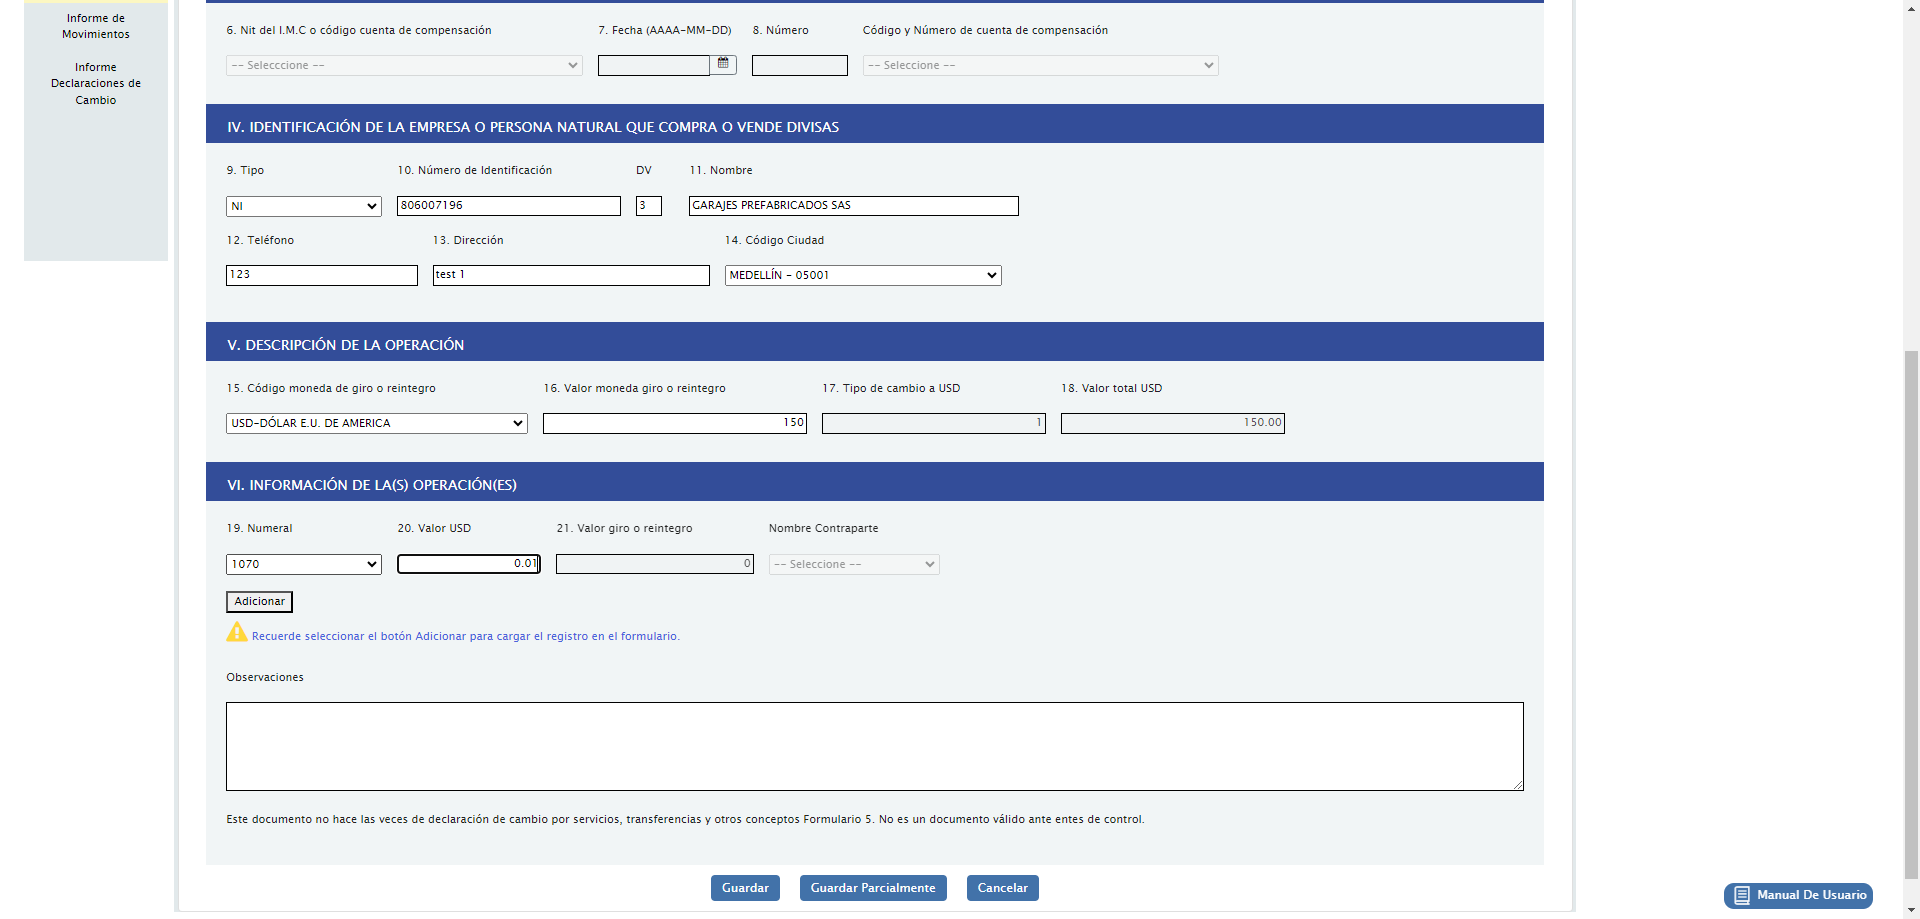 Informe de
Movimientos
Informe
Declaraciones de
Cambio
6. Nit del I.M.C o código cuenta de compensación
7. Fecha (AAAA-MM-DD)
8. Número
Código y Número de cuenta de compensación
-- Selecccione --
-- Seleccione --
IV. IDENTIFICACIÓN DE LA EMPRESA O PERSONA NATURAL QUE COMPRA O VENDE DIVISAS
9. Tipo
10. Número de Identificación
DV
11. Nombre
NI
806007196
3
GARAJES PREFABRICADOS SAS
12. Teléfono
13. Dirección
14. Código Ciudad
123
test 1
MEDELLÍN - 05001
V. DESCRIPCIÓN DE LA OPERACIÓN
15. Código moneda de giro o reintegro
16. Valor moneda giro o reintegro
17. Tipo de cambio a USD
18. Valor total USD
USD-DÓLAR E.U. DE AMERICA
150
1
150.00
VI. INFORMACIÓN DE LA(S) OPERACIÓN(ES)
19. Numeral
20. Valor USD
21. Valor giro o reintegro
Nombre Contraparte
1070
0.01
0
-- Seleccione --
Adicionar
Recuerde seleccionar el botón Adicionar para cargar el registro en el formulario.
Observaciones
Este documento no hace las veces de declaración de cambio por servicios, transferencias y otros conceptos Formulario 5. No es un documento válido ante entes de control.
Guardar
Guardar Parcialmente
Cancelar
Manual De Usuario